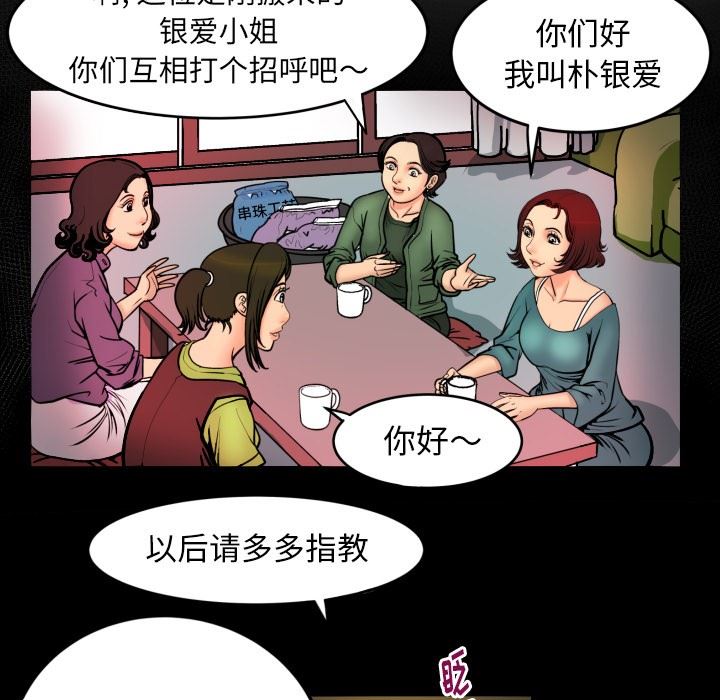 银爱小姐
你们互相打个招呼吧～
你们好
我叫朴银爱
串珠工
你好～
以后请多多指教
眨